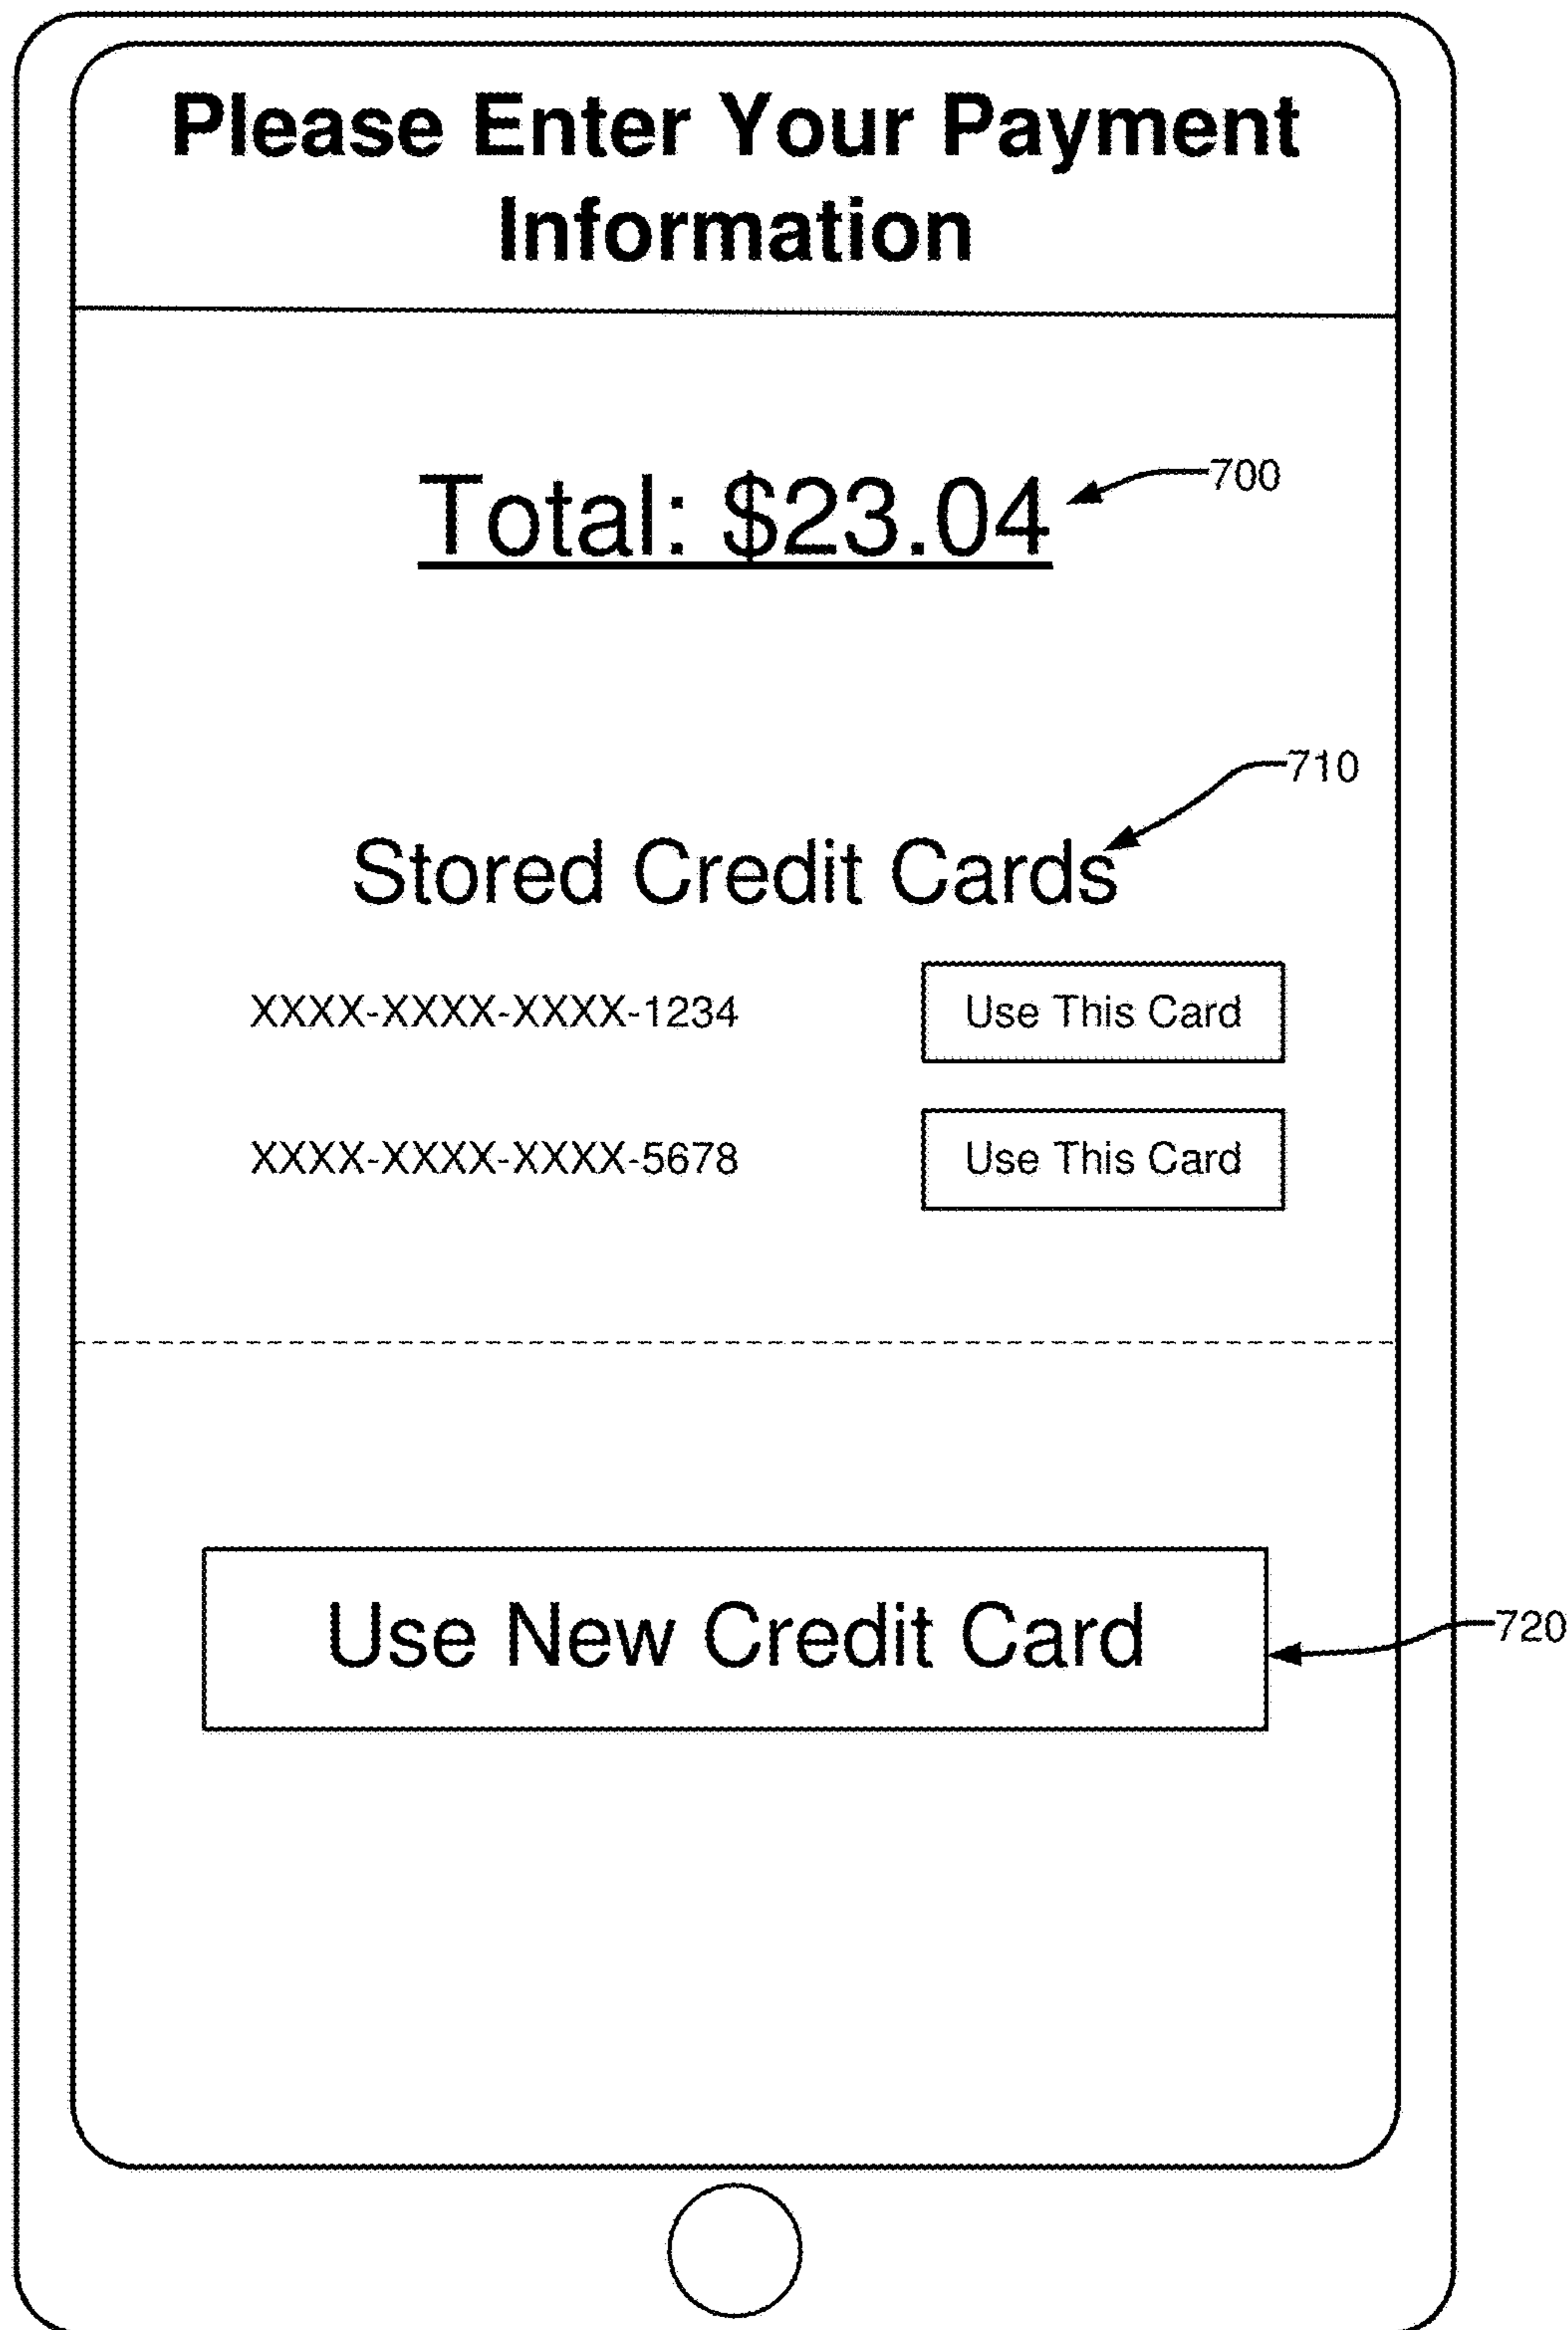 Please Enter Your Payment
Information
Total: $23.04
700
710
Stored Credit Cards
XXXX-XXXX-XXXX-1234 Use This Card
XXXX-XXXX-XXXX-5678 Use This Card
Use New Credit Card
720